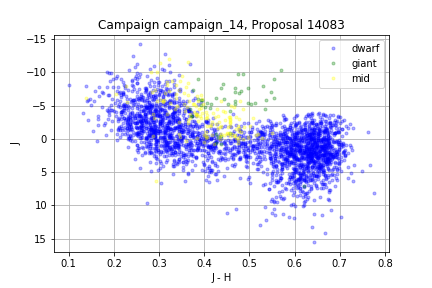 Campaign campaign_14, Proposal 14083
−15
−10
−5
0
5
10
15
J
0.1 0.2 0.3 0.4 0.5 0.6 0.7 0.8
J - H
dwarf
giant
mid